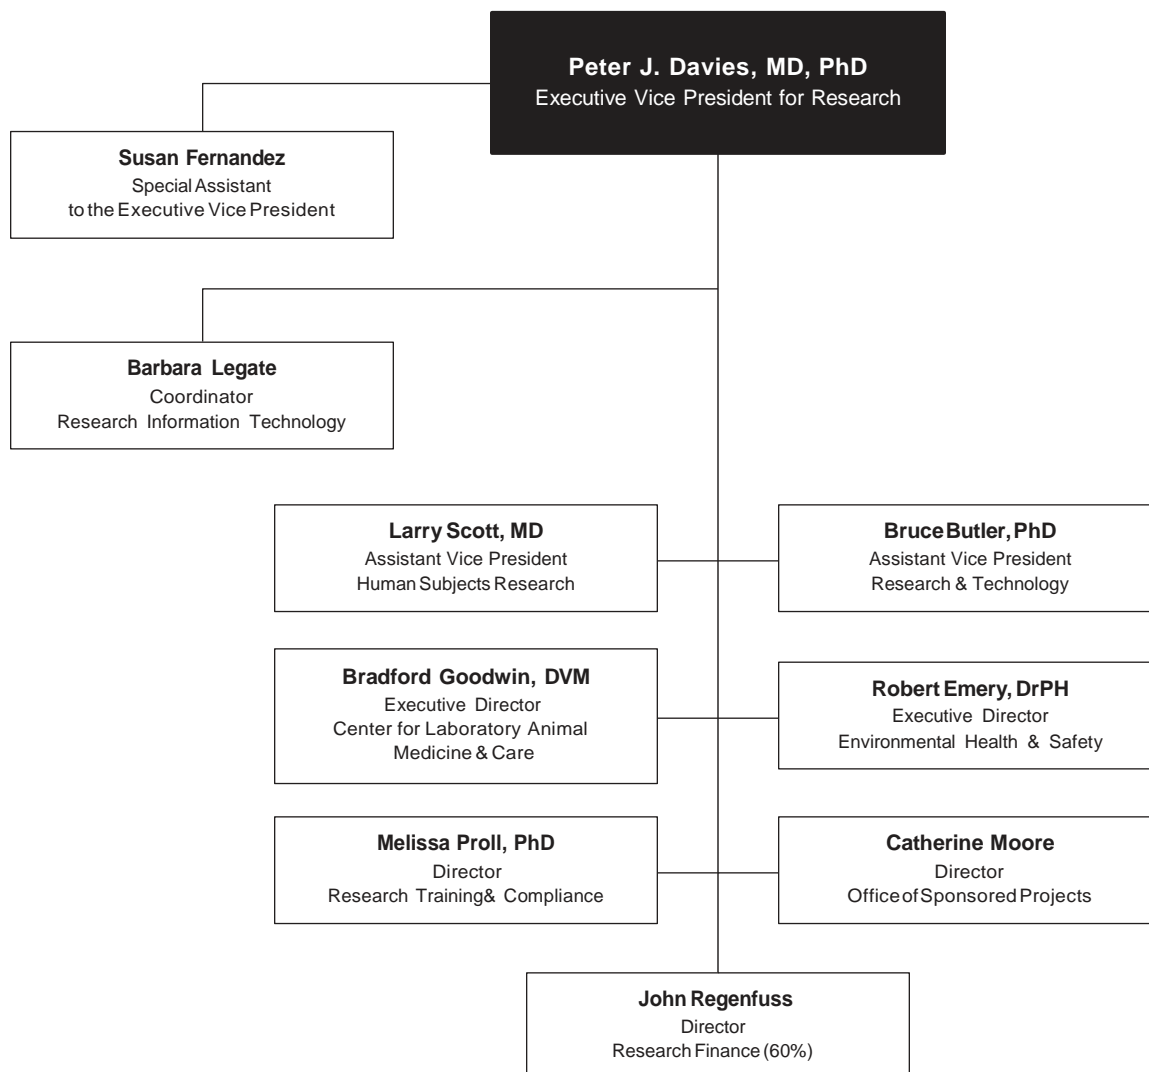 Peter J. Davies, MD, PhD
Executive Vice President for Research
Susan Fernandez
Special Assistant
to the Executive Vice President
Barbara Legate
Coordinator
Research Information Technology
Larry Scott, MD
Assistant Vice President
Human Subjects Research
Bruce Butler, PhD
Assistant Vice President
Research & Technology
Bradford Goodwin, DVM
Executive Director
Center for Laboratory Animal
Medicine & Care
Robert Emery, DrPH
Executive Director
Environmental Health & Safety
Melissa Proll, PhD
Director
Research Training& Compliance
Catherine Moore
Director
Office of Sponsored Projects
John Regenfuss
Director
Research Finance (60%)